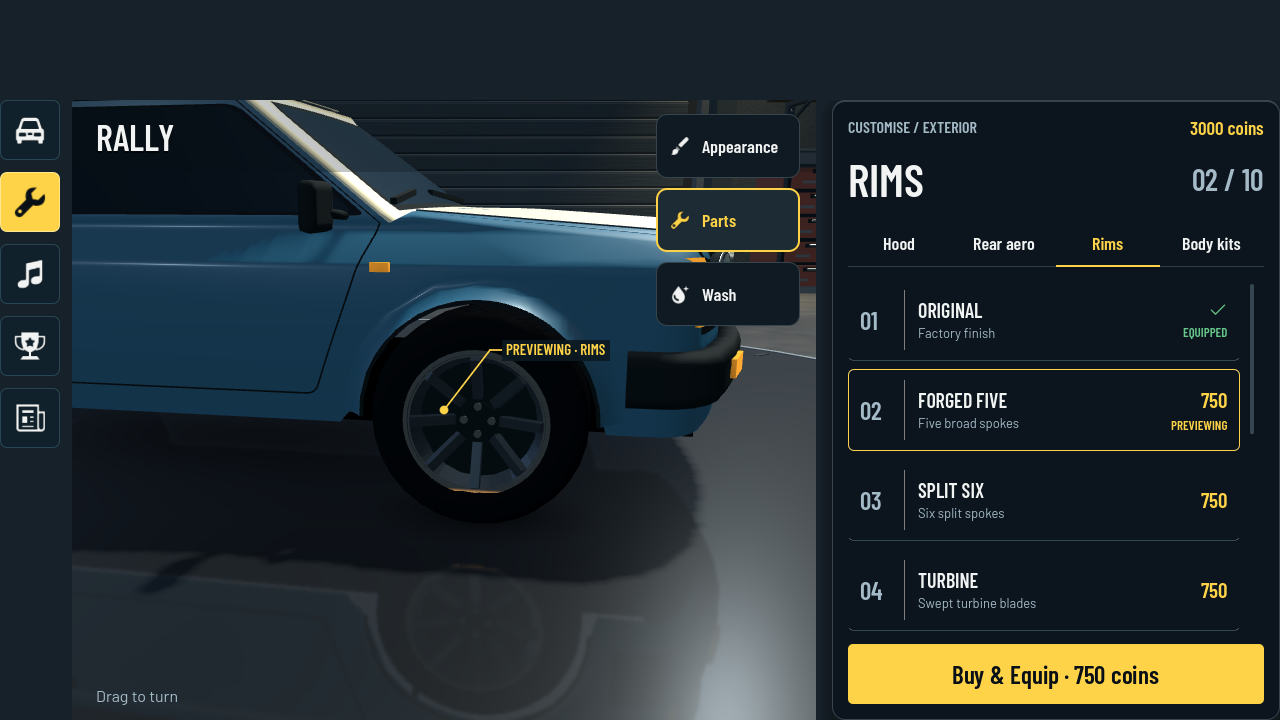 RALLY
Appearance
Parts
Wash
PREVIEWING · RIMS
Drag to turn
CUSTOMISE / EXTERIOR
3000 coins
RIMS
02 / 10
Hood
Rear aero
Rims
Body kits
01
ORIGINAL
Factory finish
EQUIPPED
02
FORGED FIVE
Five broad spokes
750
PREVIEWING
03
SPLIT SIX
Six split spokes
750
04
TURBINE
Swept turbine blades
750
Buy & Equip · 750 coins